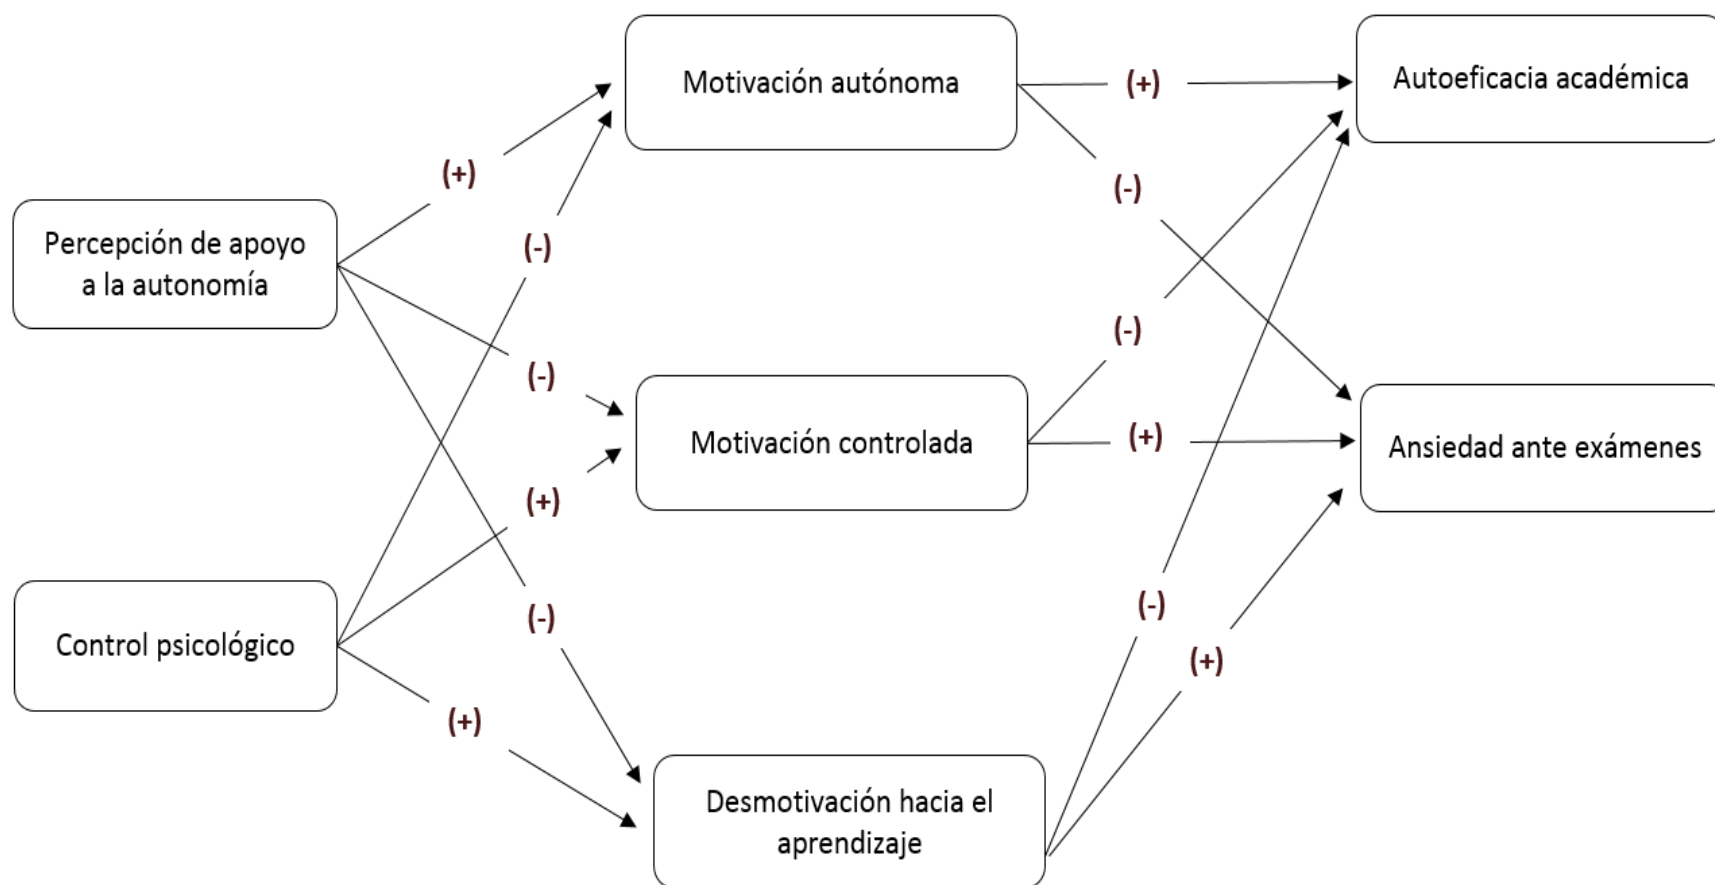 Motivación autónoma
(+)
Autoeficacia académica
(+)
(-)
Percepción de apoyo
a la autonomía
(-)
(-)
(-)
Motivación controlada
(+)
Ansiedad ante exámenes
(+)
(-)
(-)
Control psicológico
(+)
(+)
Desmotivación hacia el
aprendizaje